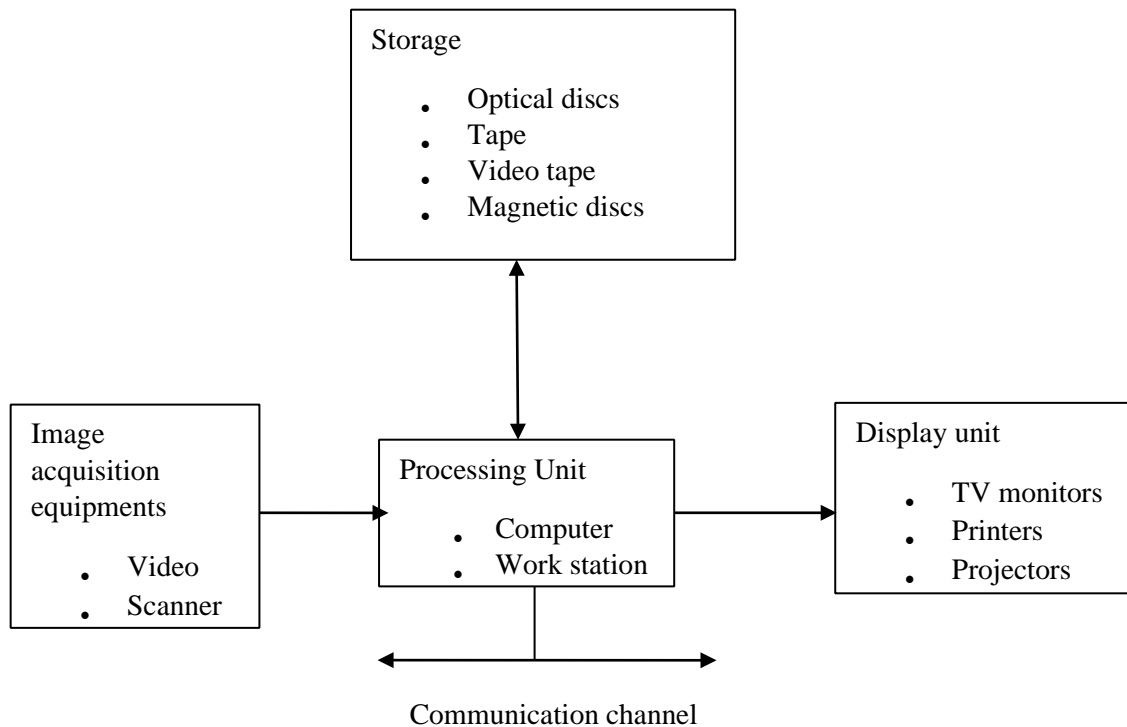 Storage
• Optical discs
• Tape
• Video tape
• Magnetic discs
Image
acquisition
equipments
• Video
• Scanner
Processing Unit
• Computer
• Work station
Display unit
• TV monitors
• Printers
• Projectors
Communication channel